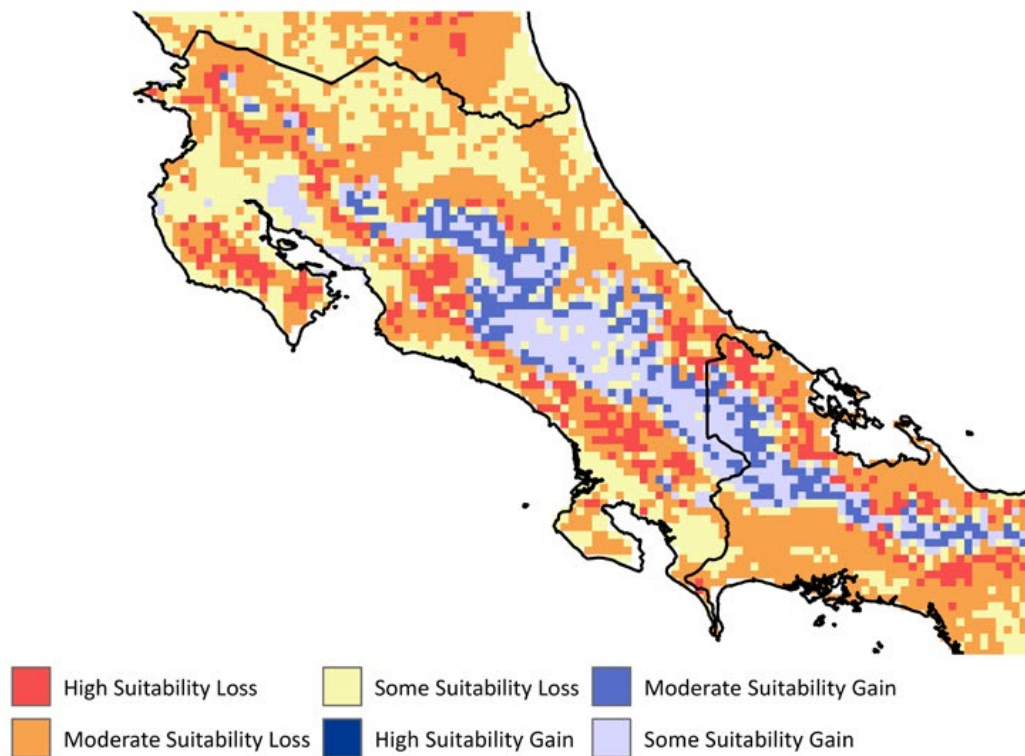 High Suitability Loss
Some Suitability Loss
Moderate Suitability Gain
Moderate Suitability Loss
High Suitability Gain
Some Suitability Gain